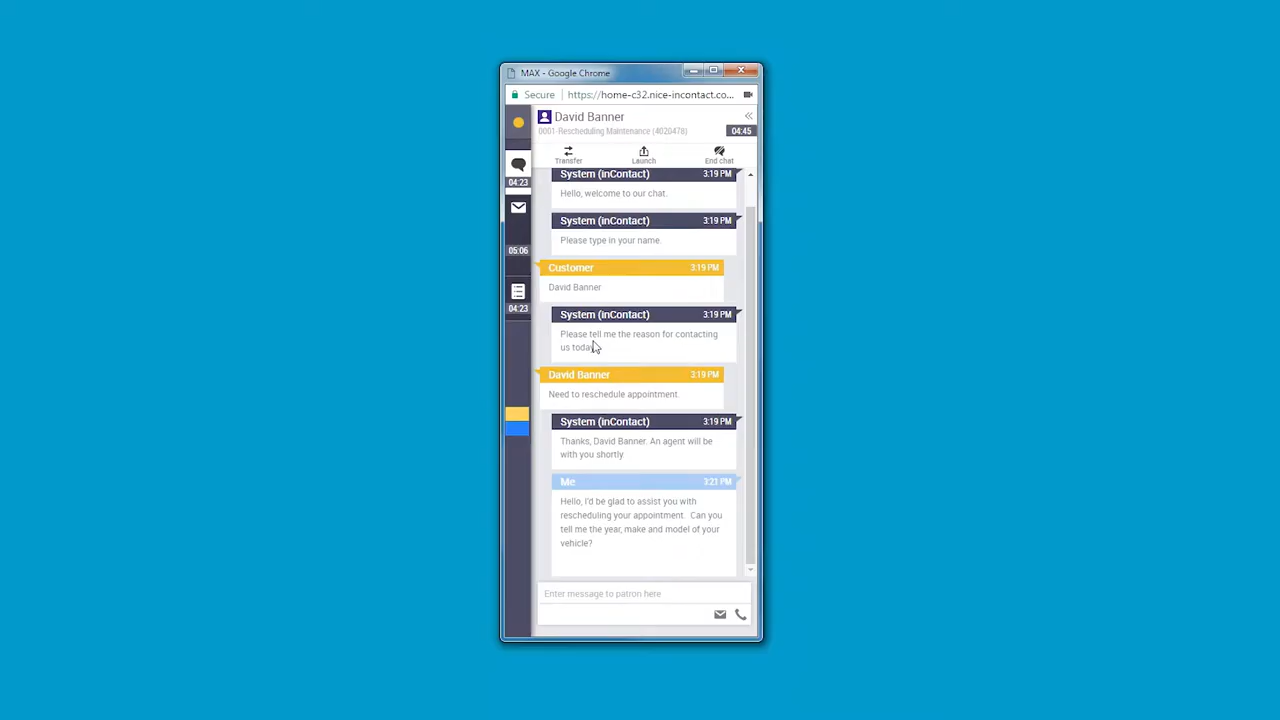 MAX - Google Chrome
Secure https://home-c32.nice-incontact.co...
David Banner
0001-Rescheduling Maintenance (4020478) 04:45
Transfer Launch End chat
04:23
05:06
04:23
System (inContact) 3:19 PM
Hello, welcome to our chat.
System (inContact) 3:19 PM
Please type in your name.
Customer 3:19 PM
David Banner
System (inContact) 3:19 PM
Please tell me the reason for contacting
us today
David Banner 3:19 PM
Need to reschedule appointment.
System (inContact) 3:19 PM
Thanks, David Banner. An agent will be
with you shortly
Me 3:21 PM
Hello, I'd be glad to assist you with
rescheduling your appointment. Can you
tell me the year, make and model of your
vehicle?
Enter message to patron here